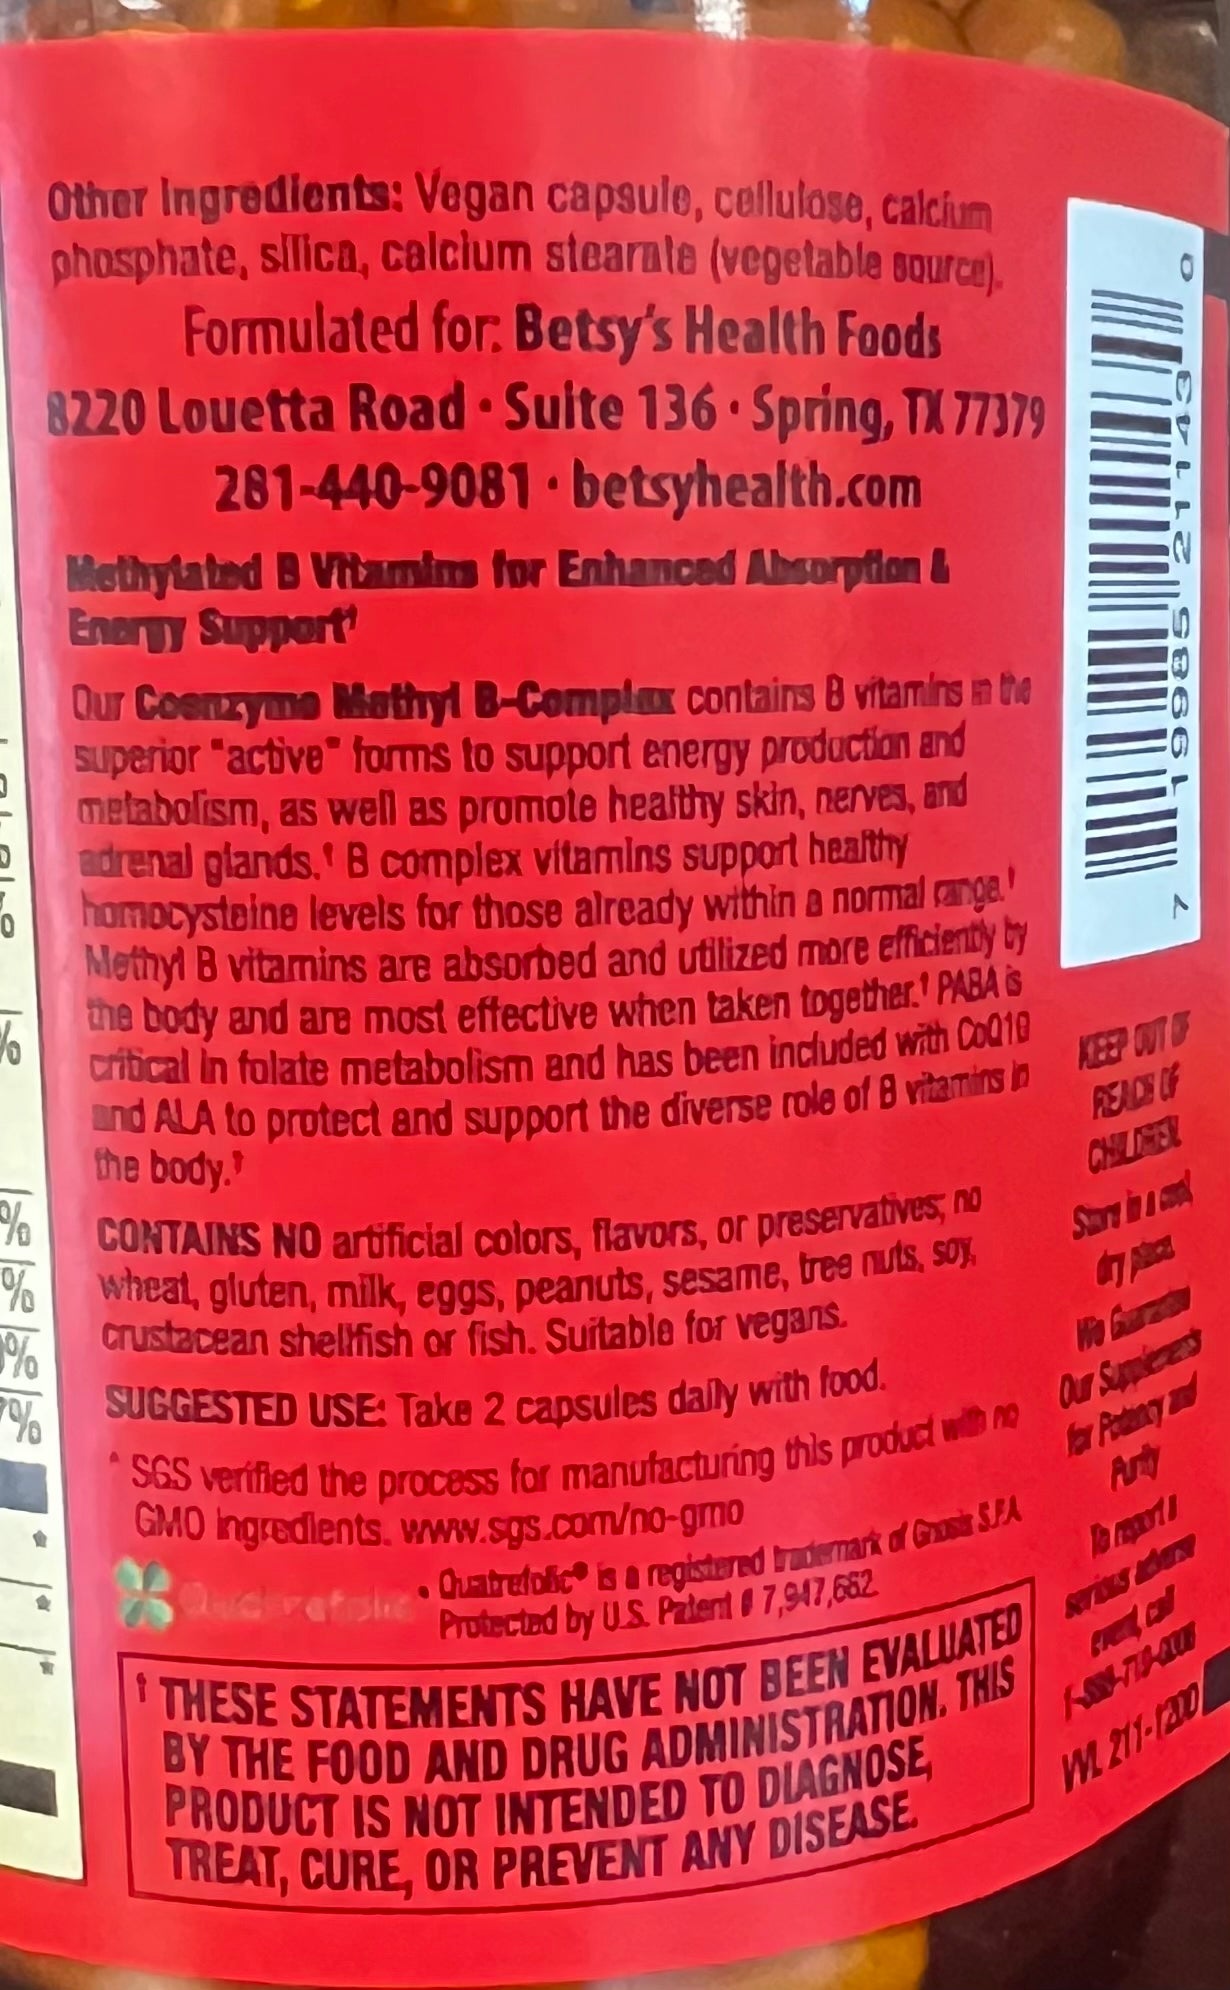 Other Ingredients: Vegan capsule, cellulose, calcium
phosphate, silica, calcium stearate (vegetable source).
Formulated for: Betsy's Health Foods
8220 Louetta Road · Suite 136 · Spring, TX 77379
281-440-9081 · betsyhealth.com
Methylated B Vitamins for Enhanced Absorption &
Energy Support†
Our Coenzyme Methyl B-Complex contains B vitamins in the
superior "active" forms to support energy production and
metabolism, as well as promote healthy skin, nerves, and
adrenal glands.† B complex vitamins support healthy
homocysteine levels for those already within a normal range.†
Methyl B vitamins are absorbed and utilized more efficiently by
the body and are most effective when taken together.† PABA is
critical in folate metabolism and has been included with CoQ10
and ALA to protect and support the diverse role of B vitamins in
the body.†
CONTAINS NO artificial colors, flavors, or preservatives; no
wheat, gluten, milk, eggs, peanuts, sesame, tree nuts, soy,
crustacean shellfish or fish. Suitable for vegans.
SUGGESTED USE: Take 2 capsules daily with food.
^ SGS verified the process for manufacturing this product with no
GMO ingredients. www.sgs.com/no-gmo
Quatrefolic
• Quatrefolic® is a registered trademark of Gnosis S.P.A
Protected by U.S. Patent # 7,947,662
† THESE STATEMENTS HAVE NOT BEEN EVALUATED
BY THE FOOD AND DRUG ADMINISTRATION. THIS
PRODUCT IS NOT INTENDED TO DIAGNOSE,
TREAT, CURE, OR PREVENT ANY DISEASE.
7 19985 21143 0
KEEP OUT OF
REACH OF
CHILDREN
Store in a cool,
dry place.
We Guarantee
Our Supplements
for Potency and
Purity
To report a
serious adverse
event, call
VVL 211-1200
%
%
%
%
%
%
*
*
*